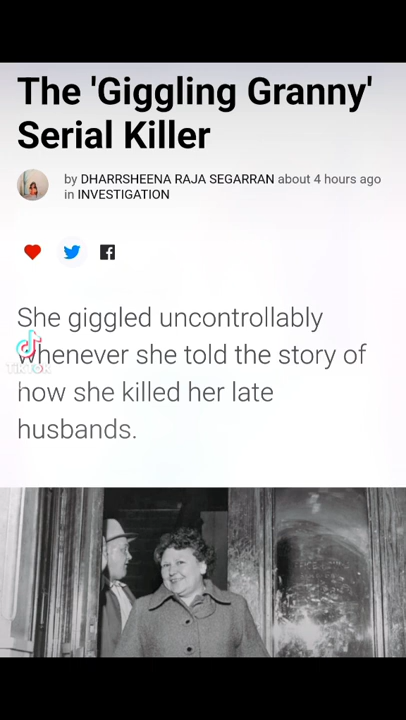 The 'Giggling Granny'
Serial Killer
by DHARRSHEENA RAJA SEGARRAN about 4 hours ago
in INVESTIGATION
She giggled uncontrollably
whenever she told the story of
TikTok
how she killed her late
husbands.